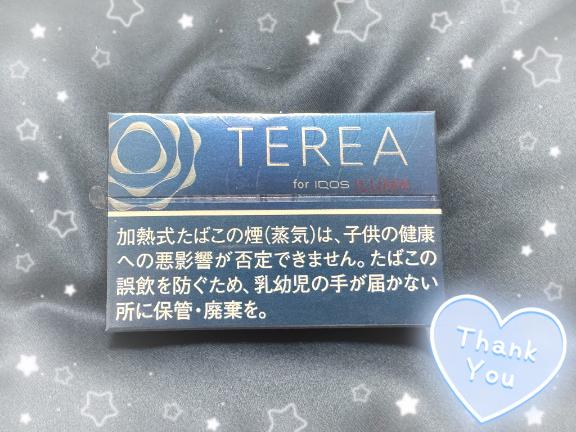 TEREA
for IQOS ILUMA
加熱式たばこの煙(蒸気)は、子供の健康
への悪影響が否定できません。たばこの
誤飲を防ぐため、乳幼児の手が届かない
所に保管・廃棄を。
Thank
You